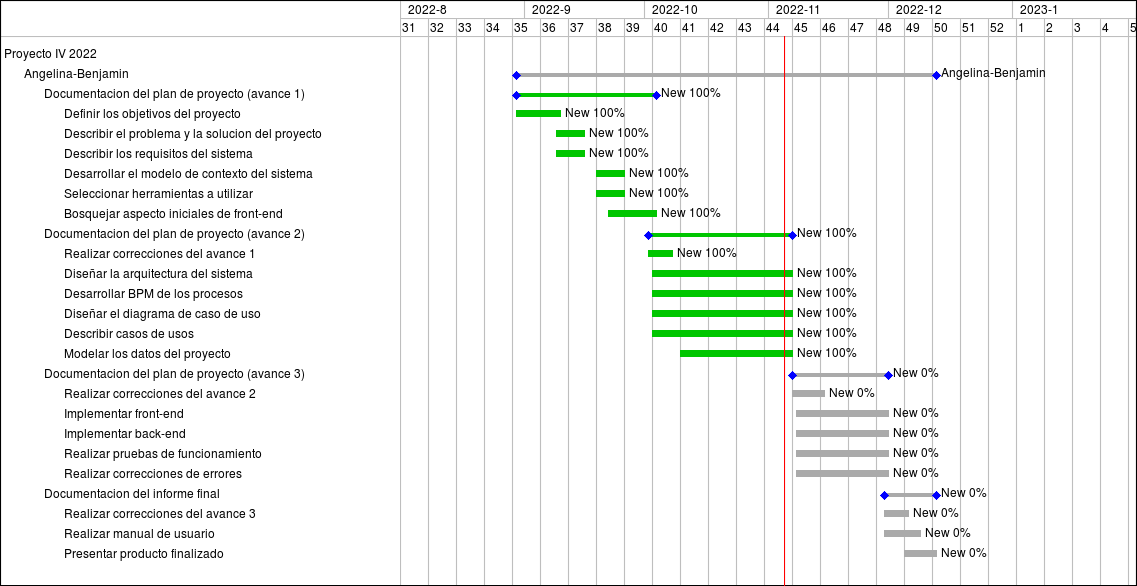 2022-8 2022-9 2022-10 2022-11 2022-12 2023-1
31 32 33 34 35 36 37 38 39 40 41 42 43 44 45 46 47 48 49 50 51 52 1 2 3 4 5
Proyecto IV 2022
Angelina-Benjamin Angelina-Benjamin
Documentacion del plan de proyecto (avance 1) New 100%
Definir los objetivos del proyecto New 100%
Describir el problema y la solucion del proyecto New 100%
Describir los requisitos del sistema New 100%
Desarrollar el modelo de contexto del sistema New 100%
Seleccionar herramientas a utilizar New 100%
Bosquejar aspecto iniciales de front-end New 100%
Documentacion del plan de proyecto (avance 2) New 100%
Realizar correcciones del avance 1 New 100%
Diseñar la arquitectura del sistema New 100%
Desarrollar BPM de los procesos New 100%
Diseñar el diagrama de caso de uso New 100%
Describir casos de usos New 100%
Modelar los datos del proyecto New 100%
Documentacion del plan de proyecto (avance 3) New 0%
Realizar correcciones del avance 2 New 0%
Implementar front-end New 0%
Implementar back-end New 0%
Realizar pruebas de funcionamiento New 0%
Realizar correcciones de errores New 0%
Documentacion del informe final New 0%
Realizar correcciones del avance 3 New 0%
Realizar manual de usuario New 0%
Presentar producto finalizado New 0%